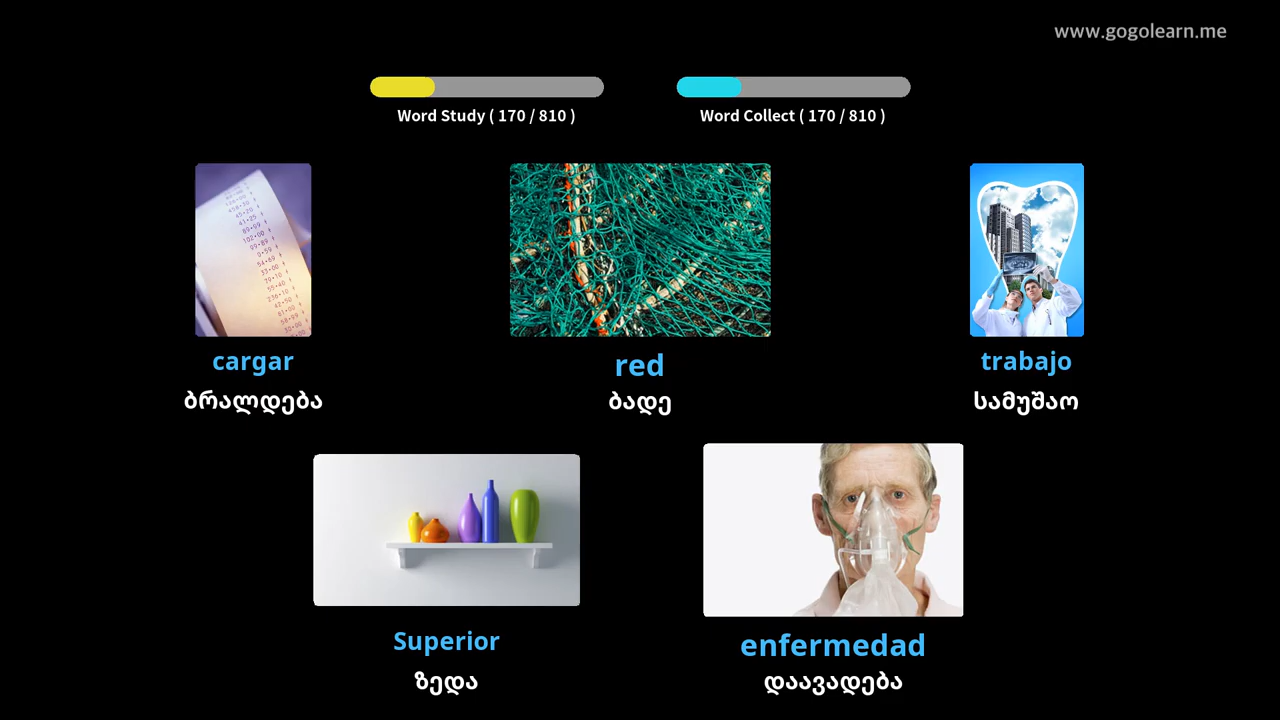 www.gogolearn.me
Word Study ( 170 / 810 )
Word Collect ( 170 / 810 )
cargar
ბრალდება
red
ბადე
trabajo
სამუშაო
Superior
ზედა
enfermedad
დაავადება